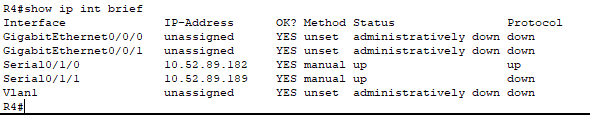 R4#show ip int brief
Interface IP-Address OK? Method Status Protocol
GigabitEthernet0/0/0 unassigned YES unset administratively down down
GigabitEthernet0/0/1 unassigned YES unset administratively down down
Serial0/1/0 10.52.89.182 YES manual up up
Serial0/1/1 10.52.89.189 YES manual up down
Vlan1 unassigned YES unset administratively down down
R4#